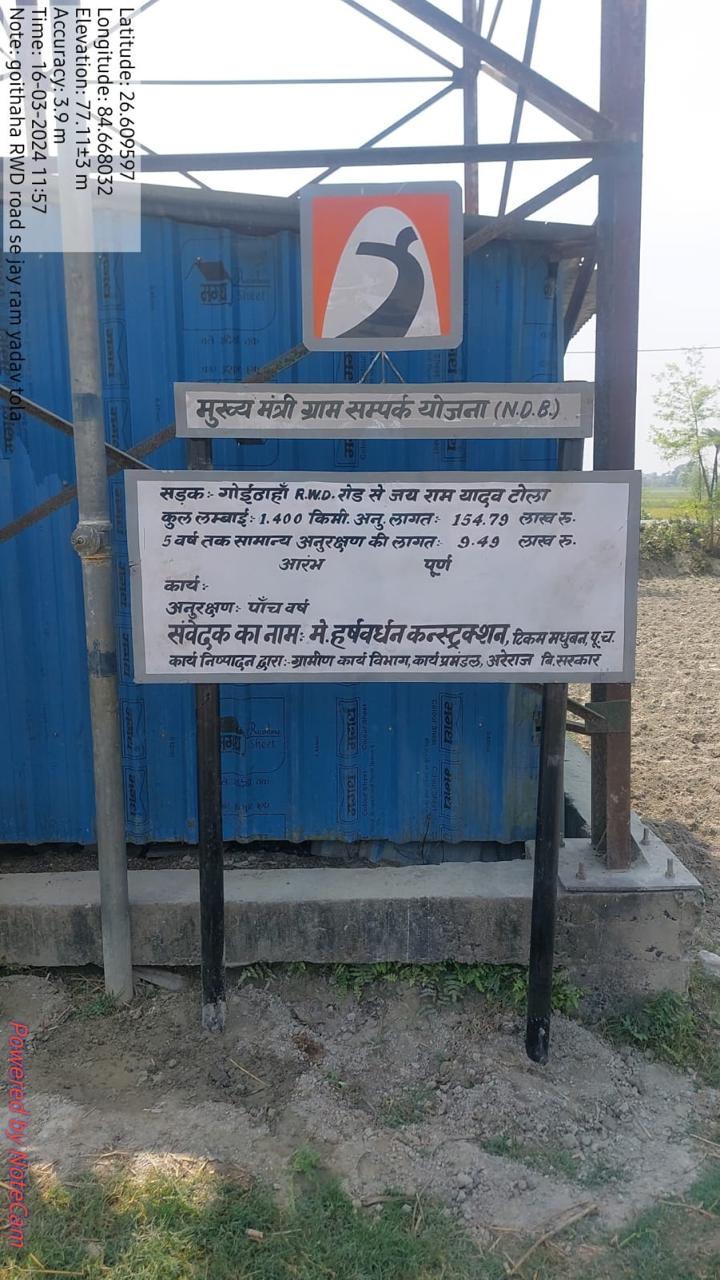 Latitude: 26.609597
Longitude: 84.668032
Elevation: 77.11±3 m
Accuracy: 3.9 m
Time: 16-03-2024 11:57
Note: goithaha RWD road se jay ram yadav tola
मुख्य मंत्री ग्राम सम्पर्क योजना (N.D.B.)
सड़क:- गोईठाहाँ R.W.D. रोड से जय राम यादव टोला
कुल लम्बाई:- 1.400 किमी. अनु. लागत:- 154.79 लाख रू.
5 वर्ष तक सामान्य अनुरक्षण की लागत:- 9.49 लाख रू.
आरंभ पूर्ण
कार्य:-
अनुरक्षण:- पाँच वर्ष
संवेदक का नाम:- मे. हर्षवर्धन कन्स्ट्रक्शन, टिकम मधुबन, पू.च.
कार्य निष्पादन द्वारा:- ग्रामीण कार्य विभाग, कार्य प्रमंडल, अरेराज बि.सरकार
Powered by NoteCam